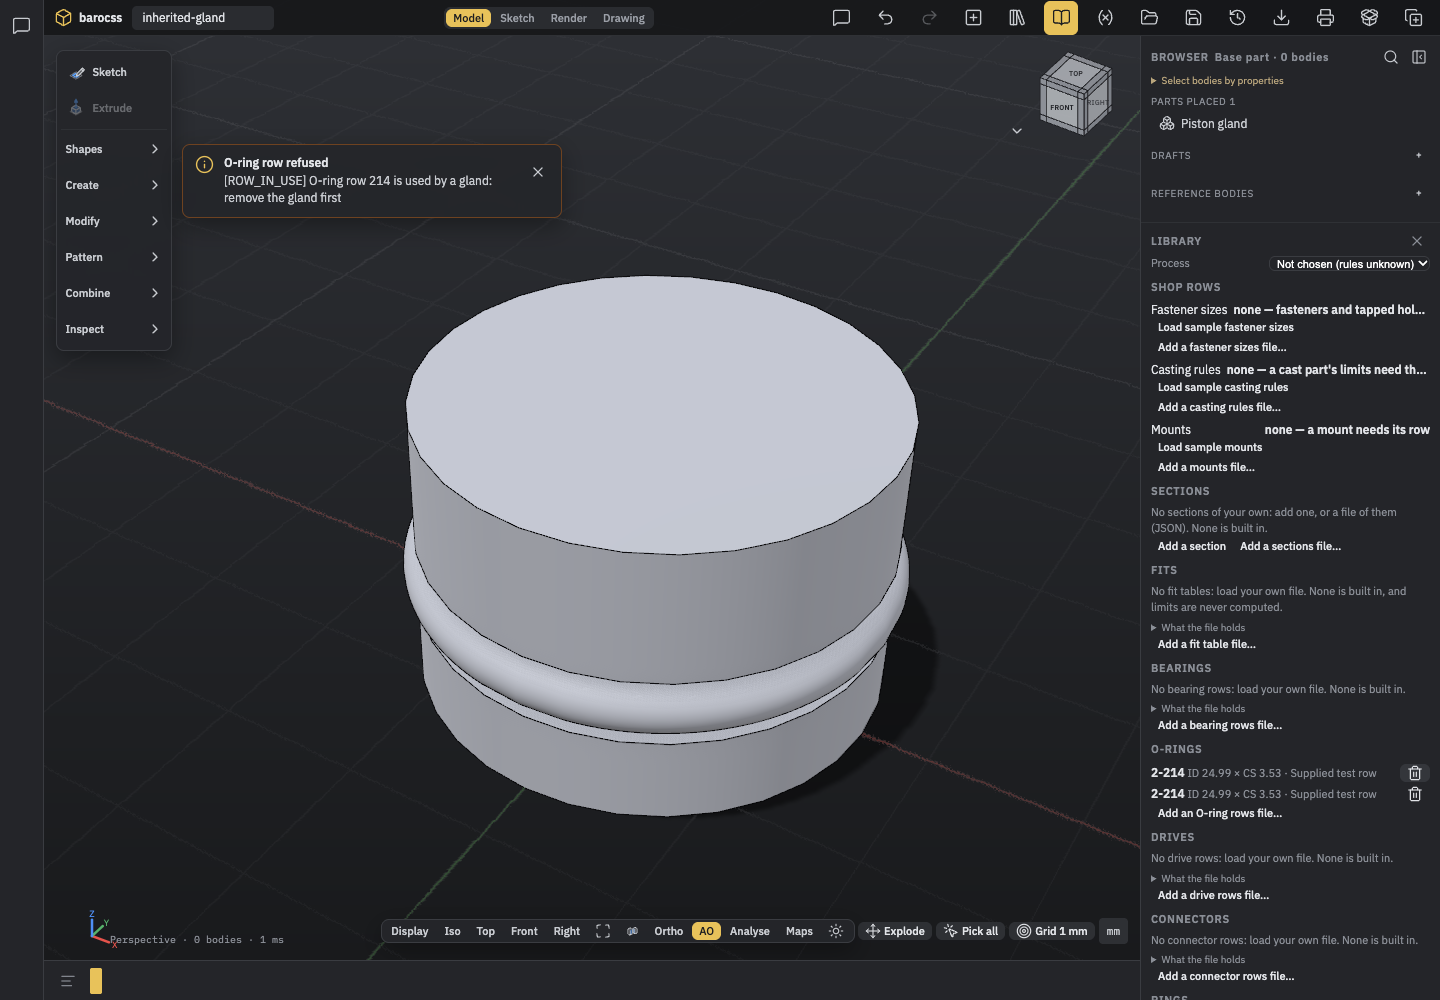 barocss
inherited-gland
Model Sketch Render Drawing
Sketch
Extrude
Shapes
Create
Modify
Pattern
Combine
Inspect
O-ring row refused
[ROW_IN_USE] O-ring row 214 is used by a gland:
remove the gland first
TOP
FRONT
RIGHT
BROWSER Base part · 0 bodies
Select bodies by properties
PARTS PLACED 1
Piston gland
DRAFTS
REFERENCE BODIES
LIBRARY
Process Not chosen (rules unknown)
SHOP ROWS
Fastener sizes none — fasteners and tapped hol...
Load sample fastener sizes
Add a fastener sizes file...
Casting rules none — a cast part's limits need th...
Load sample casting rules
Add a casting rules file...
Mounts none — a mount needs its row
Load sample mounts
Add a mounts file...
SECTIONS
No sections of your own: add one, or a file of them
(JSON). None is built in.
Add a section Add a sections file...
FITS
No fit tables: load your own file. None is built in, and
limits are never computed.
What the file holds
Add a fit table file...
BEARINGS
No bearing rows: load your own file. None is built in.
What the file holds
Add a bearing rows file...
O-RINGS
2-214 ID 24.99 × CS 3.53 · Supplied test row
2-214 ID 24.99 × CS 3.53 · Supplied test row
Add an O-ring rows file...
DRIVES
No drive rows: load your own file. None is built in.
What the file holds
Add a drive rows file...
CONNECTORS
No connector rows: load your own file. None is built in.
What the file holds
Add a connector rows file...
Z
Y
X
Perspective · 0 bodies · 1 ms
Display Iso Top Front Right Ortho AO Analyse Maps Explode Pick all Grid 1 mm mm